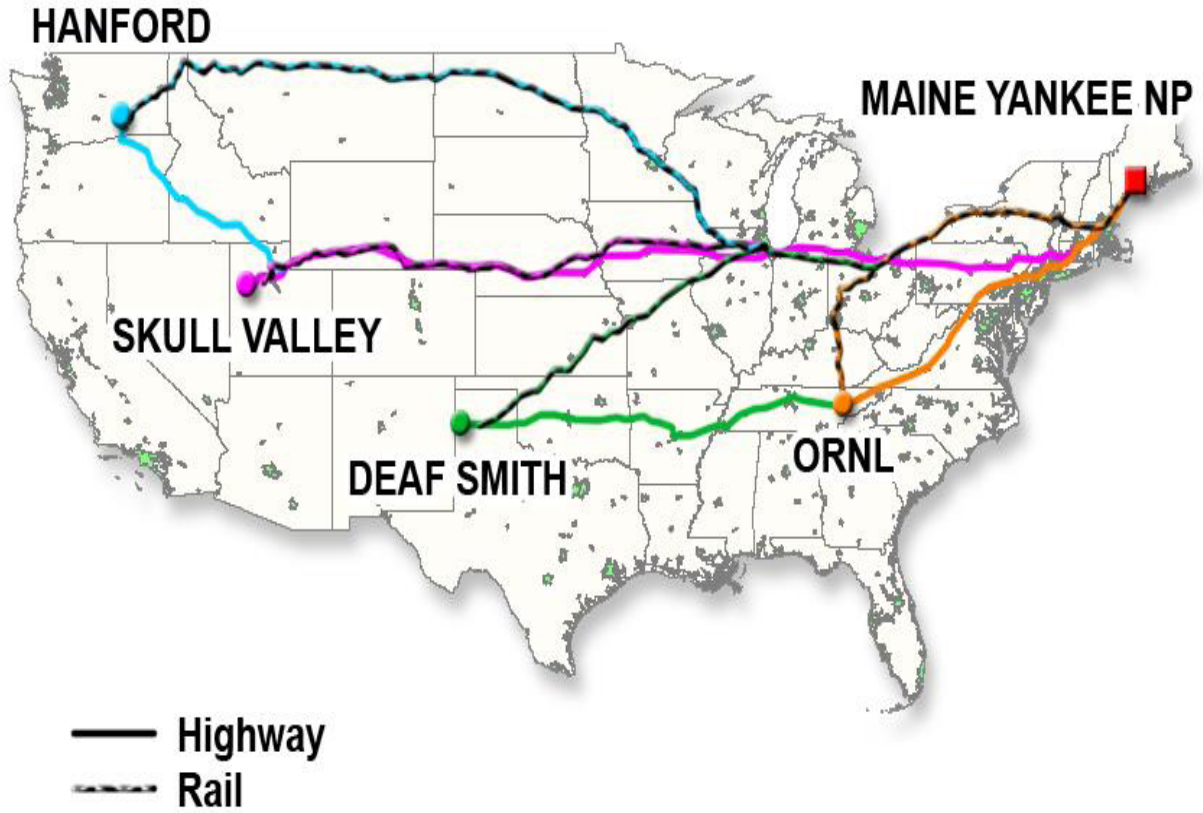 HANFORD
MAINE YANKEE NP
SKULL VALLEY
DEAF SMITH
ORNL
Highway
Rail